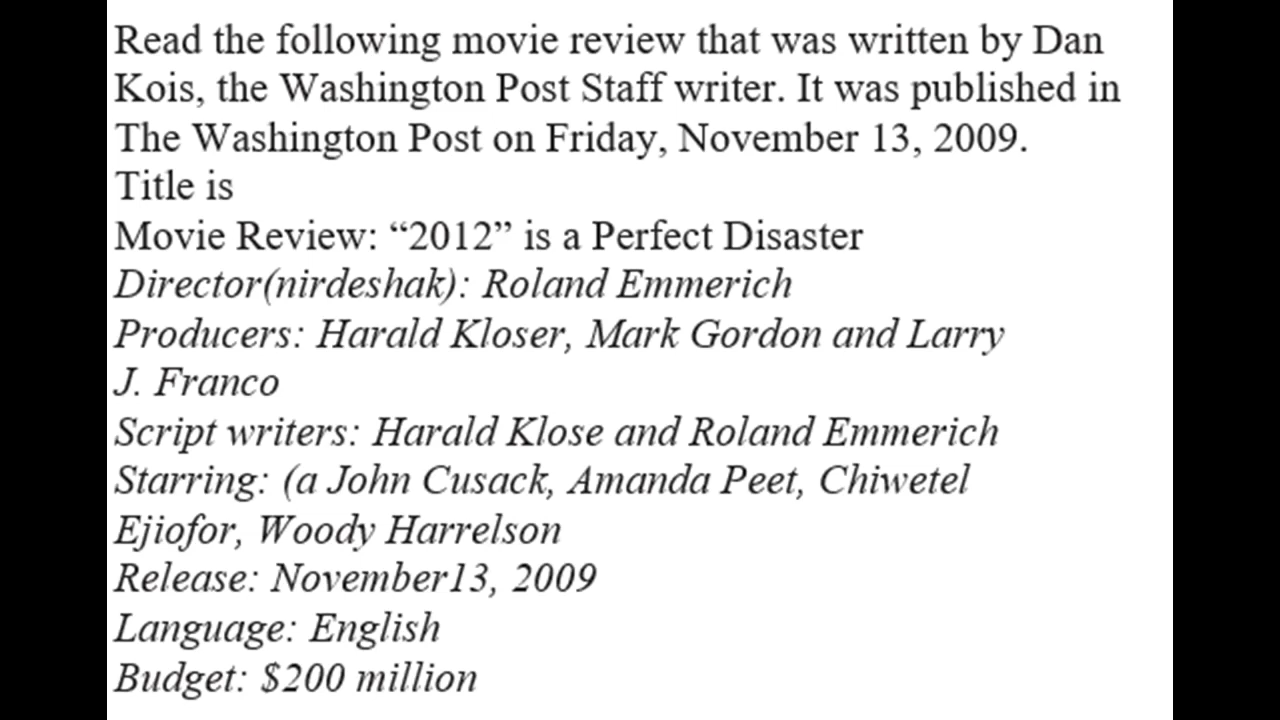 Read the following movie review that was written by Dan
Kois, the Washington Post Staff writer. It was published in
The Washington Post on Friday, November 13, 2009.
Title is
Movie Review: “2012” is a Perfect Disaster
Director(nirdeshak): Roland Emmerich
Producers: Harald Kloser, Mark Gordon and Larry
J. Franco
Script writers: Harald Klose and Roland Emmerich
Starring: (a John Cusack, Amanda Peet, Chiwetel
Ejiofor, Woody Harrelson
Release: November13, 2009
Language: English
Budget: $200 million